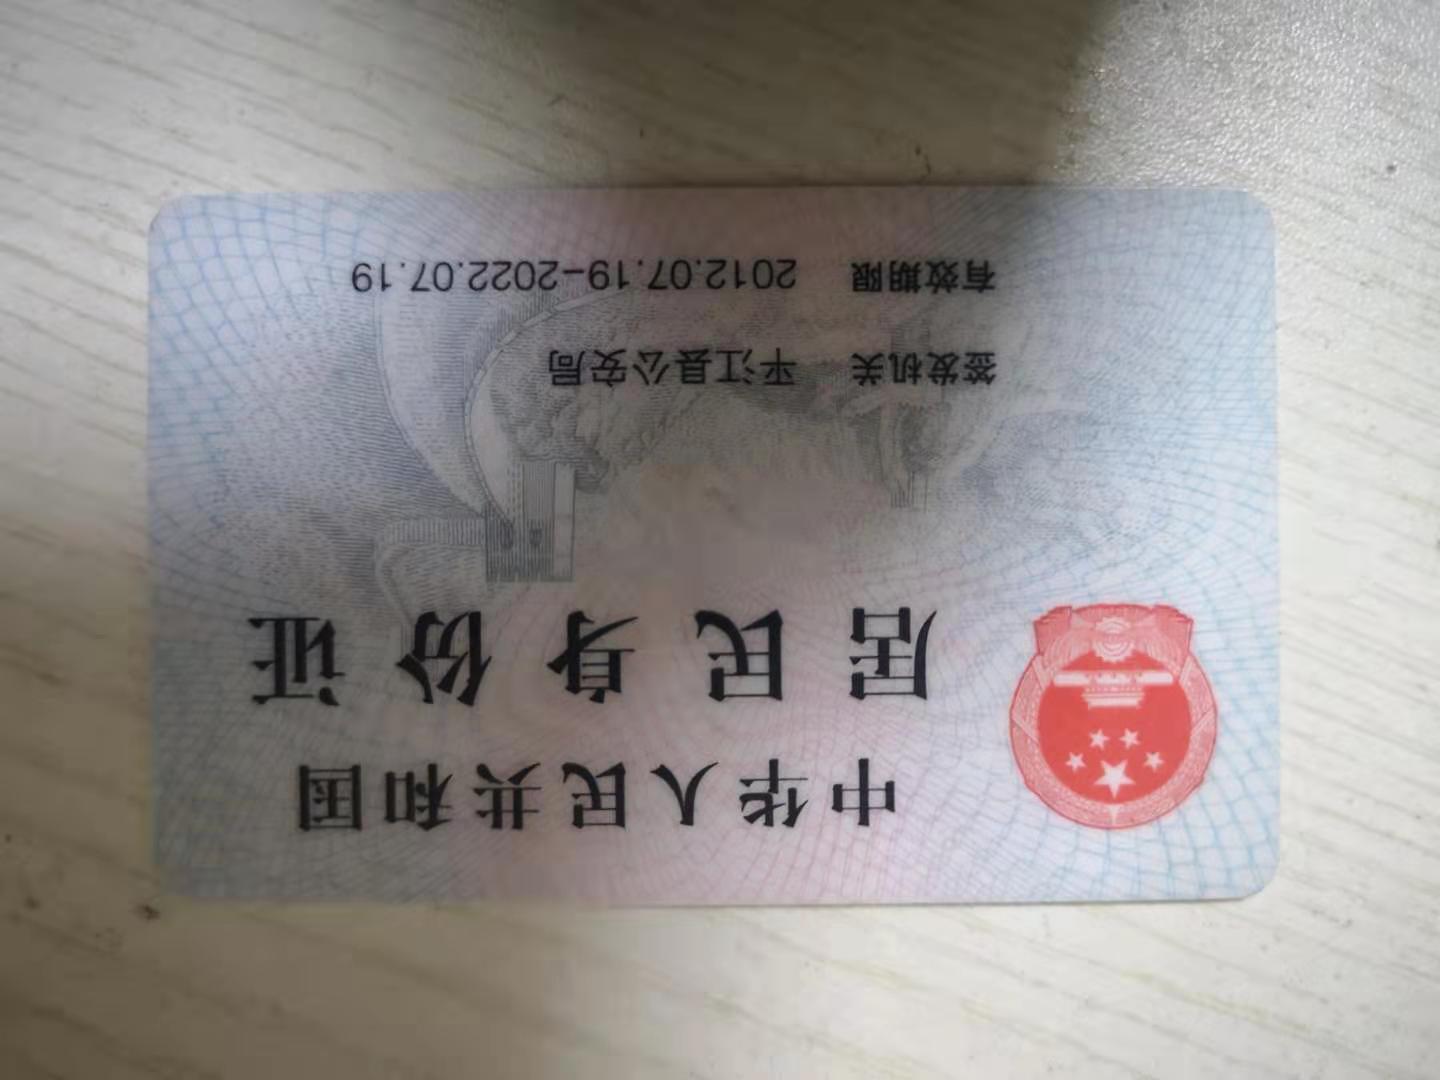 中华人民共和国
居民身份证
签发机关 平江县公安局
有效期限 2012.07.19-2022.07.19